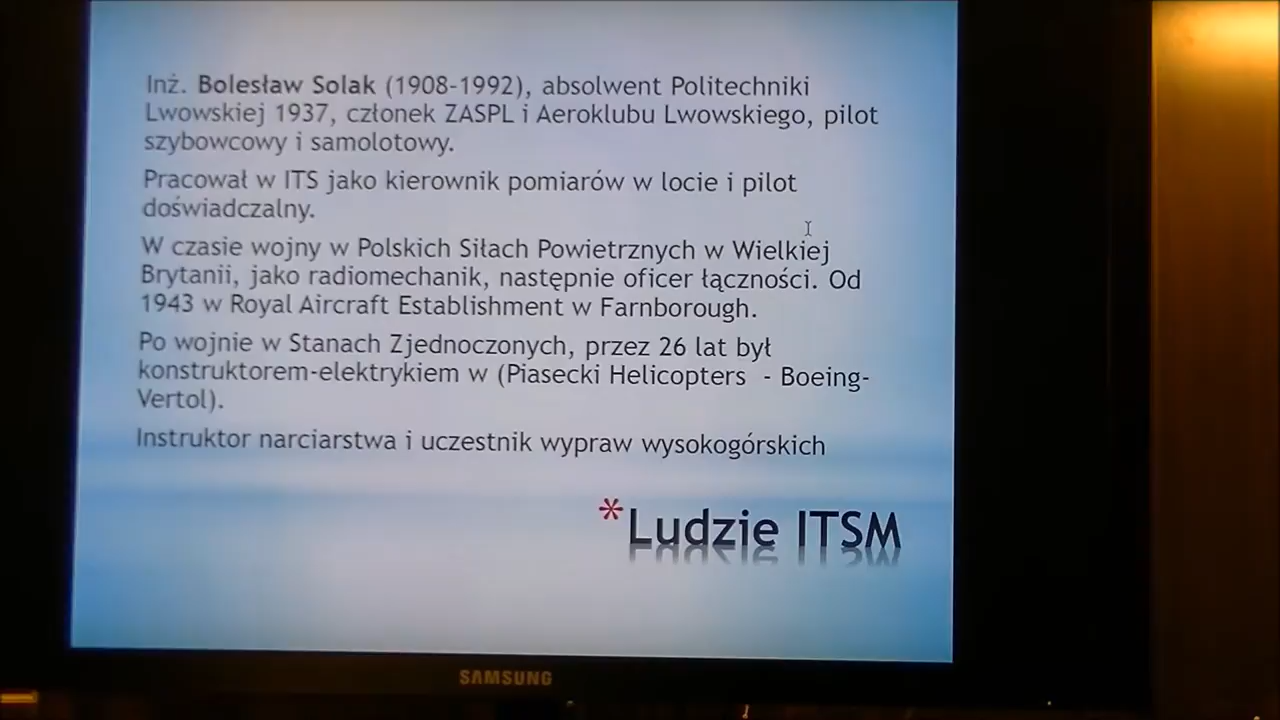 Inż. Bolesław Solak (1908-1992), absolwent Politechniki
Lwowskiej 1937, członek ZASPL i Aeroklubu Lwowskiego, pilot
szybowcowy i samolotowy.
Pracował w ITS jako kierownik pomiarów w locie i pilot
doświadczalny.
W czasie wojny w Polskich Siłach Powietrznych w Wielkiej
Brytanii, jako radiomechanik, następnie oficer łączności. Od
1943 w Royal Aircraft Establishment w Farnborough.
Po wojnie w Stanach Zjednoczonych, przez 26 lat był
konstruktorem-elektrykiem w (Piasecki Helicopters - Boeing-
Vertol).
Instruktor narciarstwa i uczestnik wypraw wysokogórskich
*Ludzie ITSM
SAMSUNG